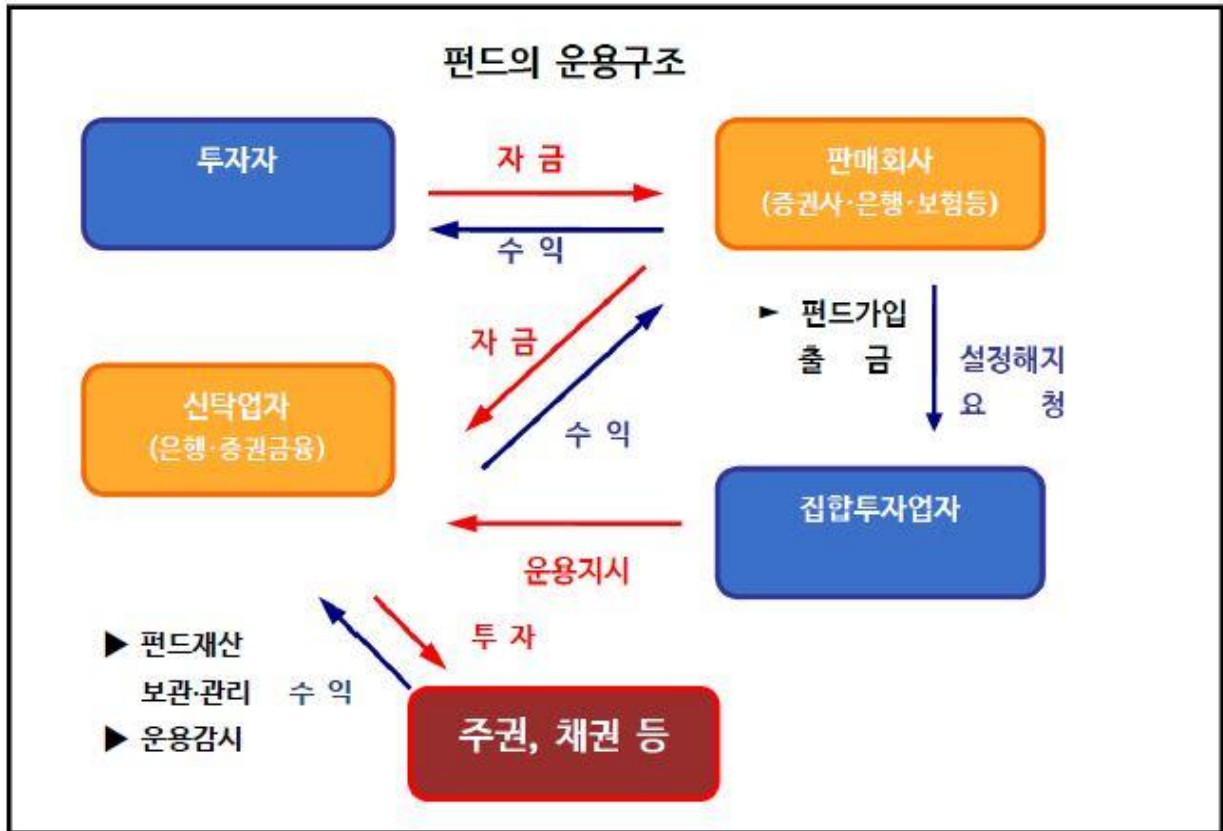 펀드의 운용구조
투자자
자 금
수 익
판매회사
(증권사·은행·보험등)
자 금
수 익
► 펀드가입
출 금
설정해지
요 청
신탁업자
(은행·증권금융)
집합투자업자
운용지시
투 자
▶ 펀드재산
보관·관리
수 익
▶ 운용감시
주권, 채권 등